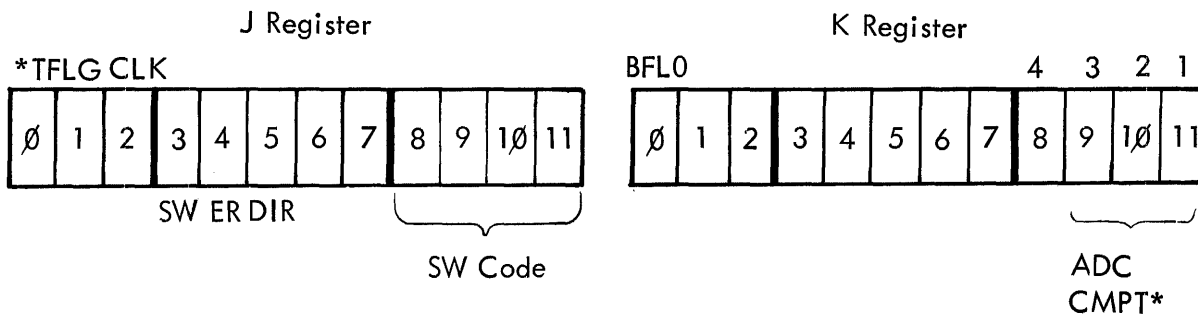 J Register
K Register
*TFLG CLK
BFL0 4 3 2 1
Ø 1 2 3 4 5 6 7 8 9 1Ø 11
Ø 1 2 3 4 5 6 7 8 9 1Ø 11
SW ER DIR
SW Code
ADC
CMPT*